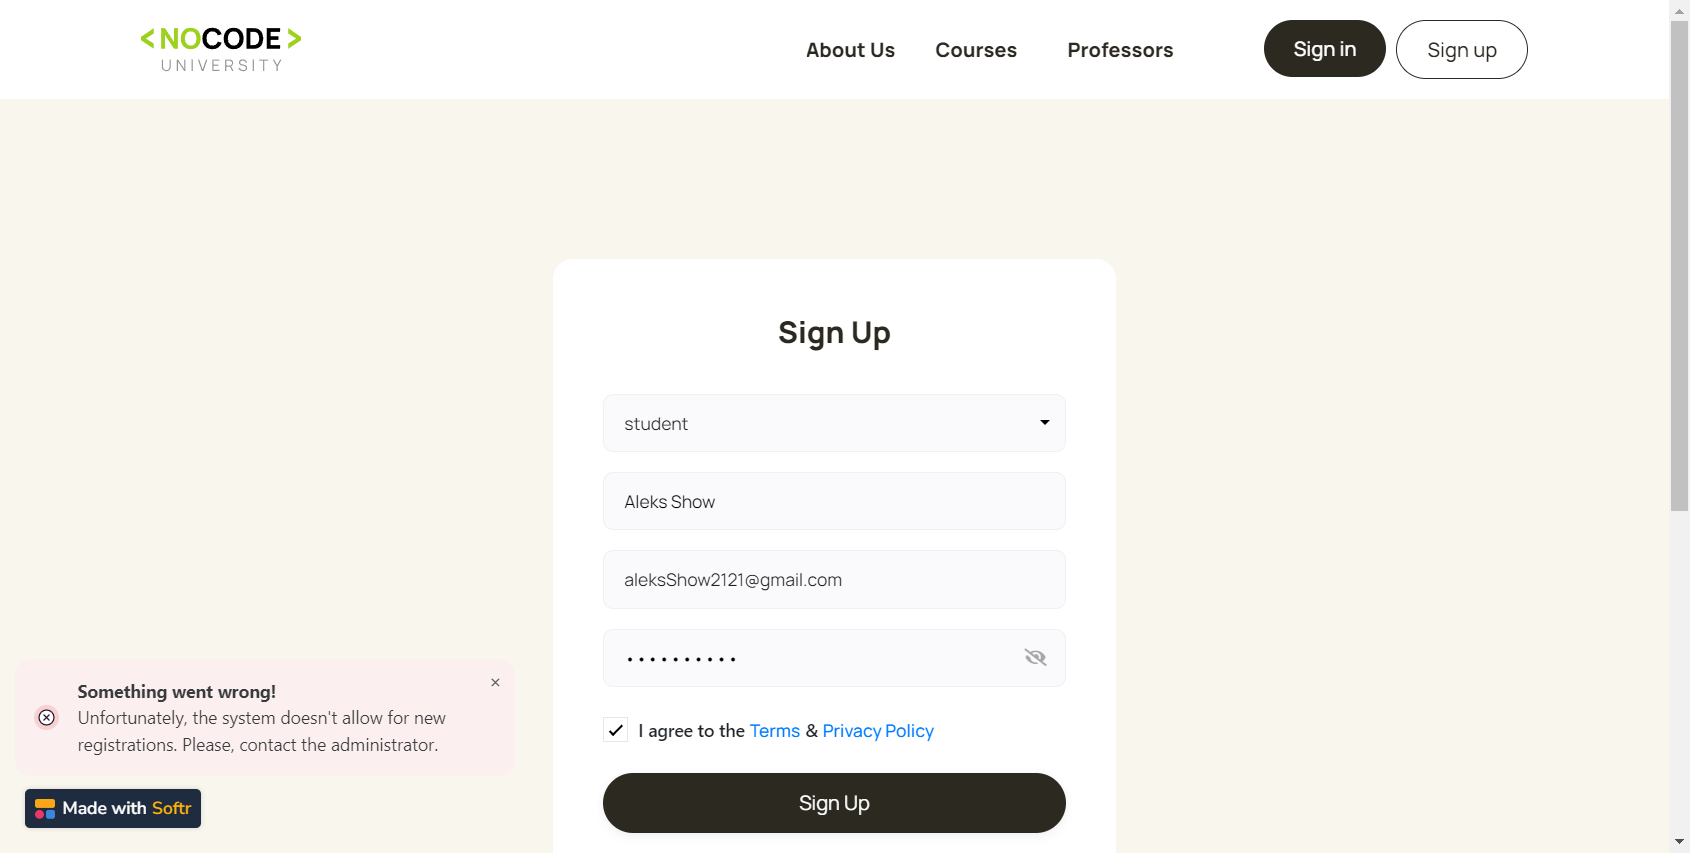 <NOCODE>
UNIVERSITY
About Us
Courses
Professors
Sign in
Sign up
Sign Up
student
Aleks Show
aleksShow2121@gmail.com
I agree to the Terms & Privacy Policy
Sign Up
Something went wrong!
Unfortunately, the system doesn't allow for new
registrations. Please, contact the administrator.
Made with Softr